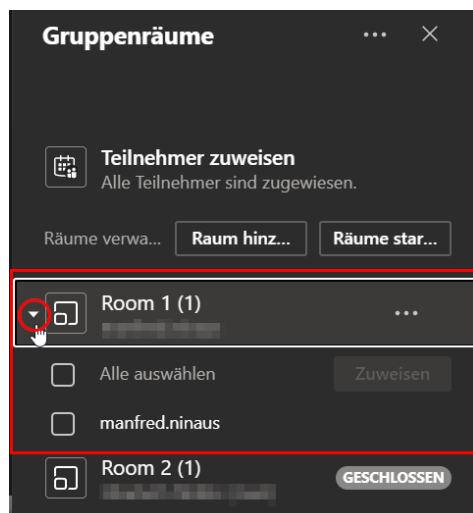 Gruppenräume
Teilnehmer zuweisen
Alle Teilnehmer sind zugewiesen.
Räume verwa... Raum hinz... Räume star...
Room 1 (1)
Alle auswählen Zuweisen
manfred.ninaus
Room 2 (1)
GESCHLOSSEN